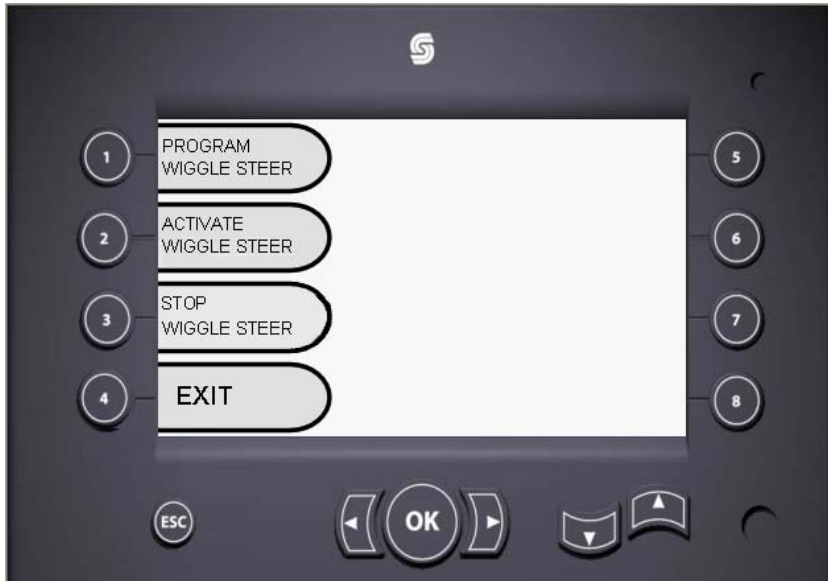 1
PROGRAM
WIGGLE STEER
5
2
ACTIVATE
WIGGLE STEER
6
3
STOP
WIGGLE STEER
7
4
EXIT
8
ESC
OK